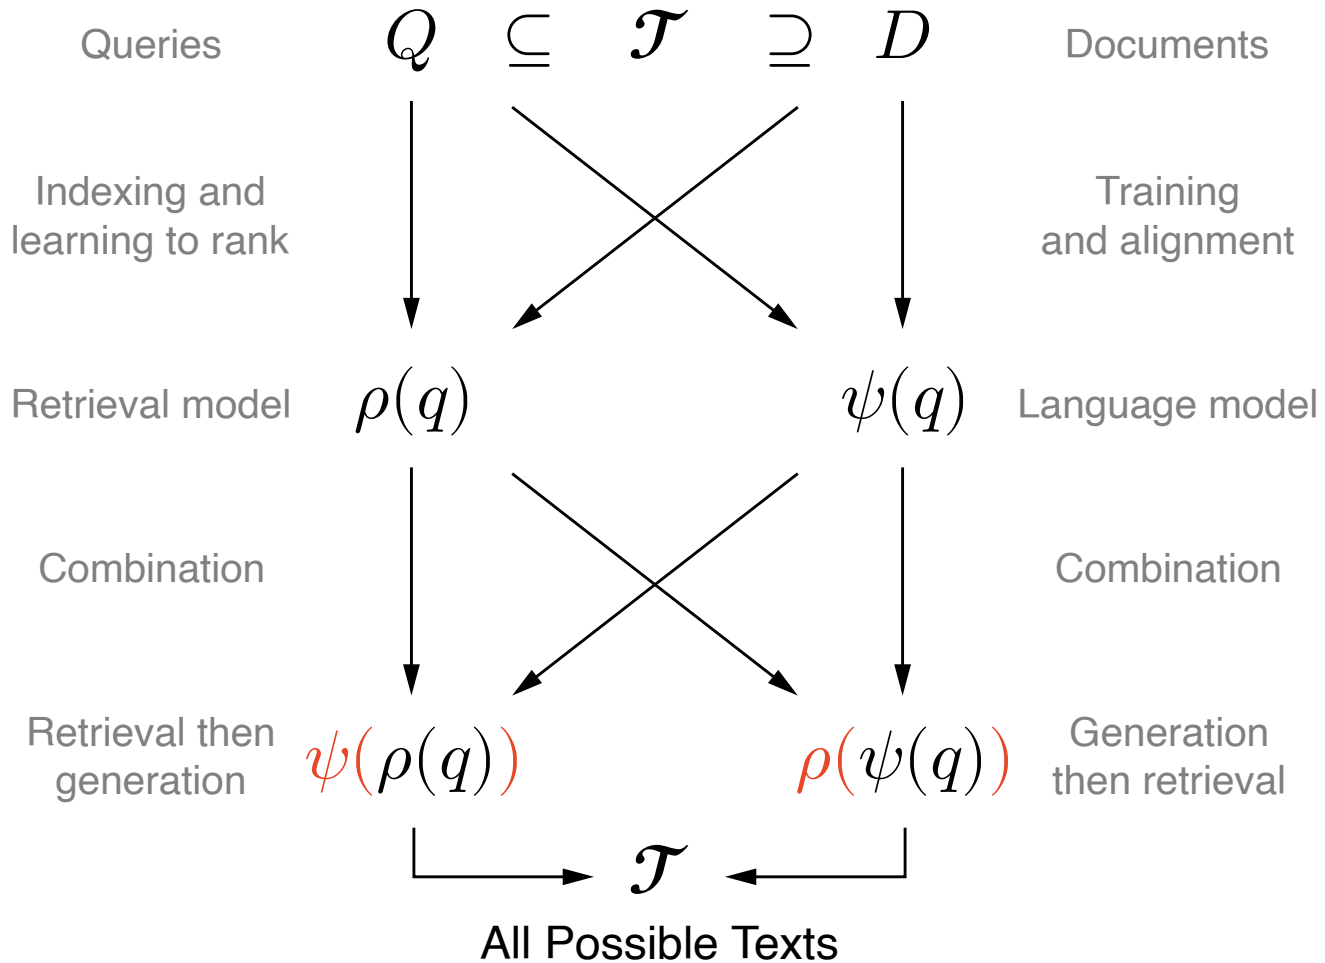 Queries Q ⊆ 𝓣 ⊇ D Documents
Indexing and
learning to rank
Training
and alignment
Retrieval model ρ(q) ψ(q) Language model
Combination Combination
Retrieval then
generation
ψ(ρ(q)) ρ(ψ(q))
Generation
then retrieval
𝓣
All Possible Texts